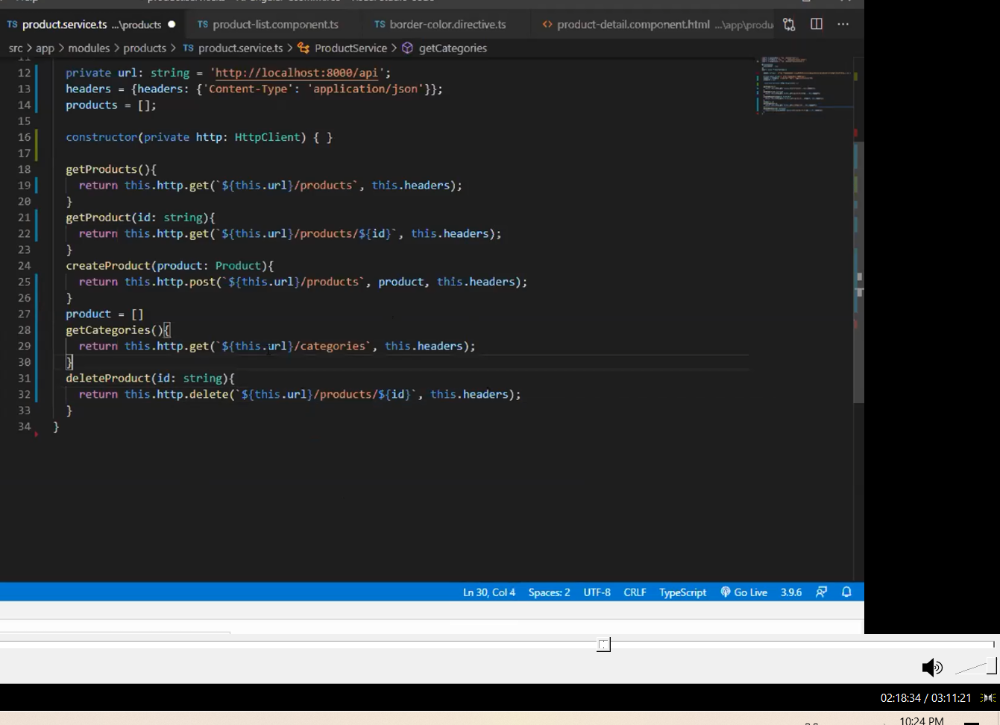 TS product.service.ts ...\products ● TS product-list.component.ts TS border-color.directive.ts <> product-detail.component.html ...\app\produ
src > app > modules > products > TS product.service.ts > ProductService > getCategories
12 private url: string = 'http://localhost:8000/api';
13 headers = {headers: {'Content-Type': 'application/json'}};
14 products = [];
15
16 constructor(private http: HttpClient) { }
17
18 getProducts(){
19 return this.http.get(`${this.url}/products`, this.headers);
20 }
21 getProduct(id: string){
22 return this.http.get(`${this.url}/products/${id}`, this.headers);
23 }
24 createProduct(product: Product){
25 return this.http.post(`${this.url}/products`, product, this.headers);
26 }
27 product = []
28 getCategories(){
29 return this.http.get(`${this.url}/categories`, this.headers);
30 }
31 deleteProduct(id: string){
32 return this.http.delete(`${this.url}/products/${id}`, this.headers);
33 }
34 }
Ln 30, Col 4 Spaces: 2 UTF-8 CRLF TypeScript Go Live 3.9.6
02:18:34 / 03:11:21
10:24 PM